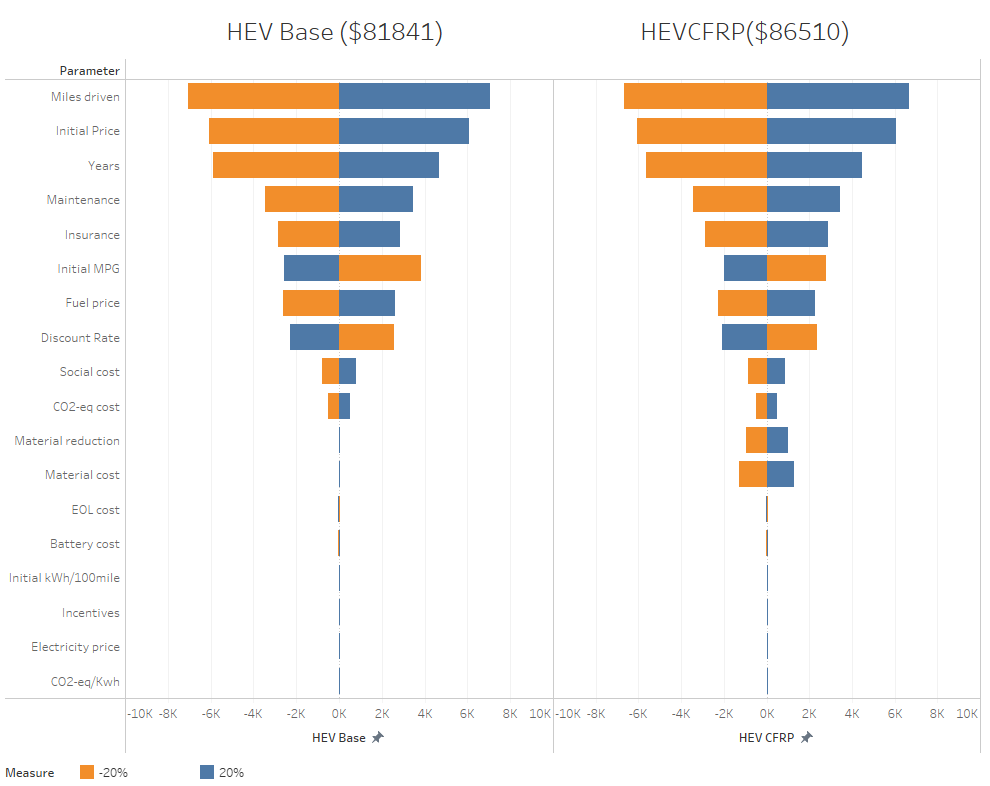 HEV Base ($81841)
HEVCFRP($86510)
Parameter
Miles driven
Initial Price
Years
Maintenance
Insurance
Initial MPG
Fuel price
Discount Rate
Social cost
CO2-eq cost
Material reduction
Material cost
EOL cost
Battery cost
Initial kWh/100mile
Incentives
Electricity price
CO2-eq/Kwh
-10K -8K -6K -4K -2K 0K 2K 4K 6K 8K 10K
-10K -8K -6K -4K -2K 0K 2K 4K 6K 8K 10K
HEV Base
HEV CFRP
Measure -20% 20%